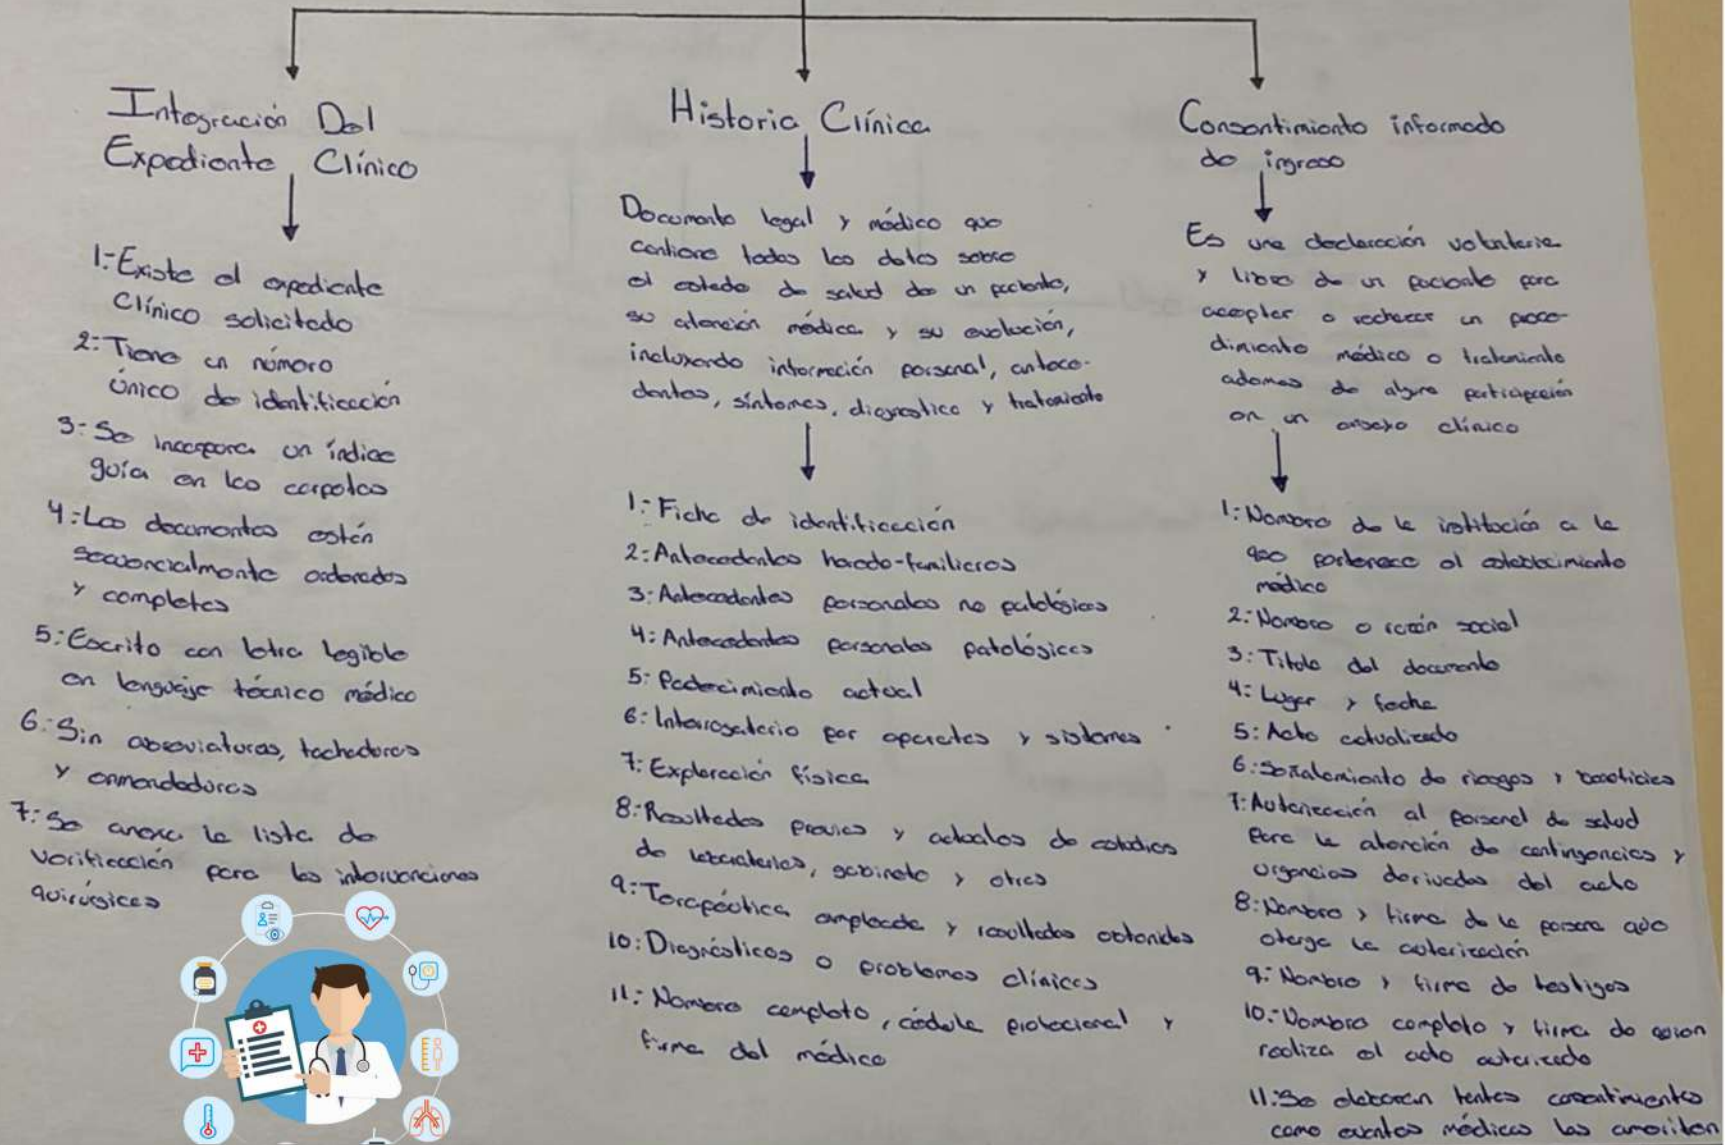 Integración Del
Expediente Clínico
1:-Existe el expediente
Clínico solicitado
2:-Tiene un número
único de identificación
3:-Se incorpora un índice
guía en las carpetas
4:-Los documentos están
secuencialmente ordenados
y completos
5:-Escrito con letra legible
en lenguaje técnico médico
6:-Sin abreviaturas, tachaduras
y enmendaduras
7:-Se anexa la lista de
verificación para las intervenciones
quirúrgicas
Historia Clínica
Documento legal y médico que
contiene todos los datos sobre
el estado de salud de un paciente,
su atención médica y su evolución,
incluyendo información personal, antece-
dentes, síntomas, diagnostico y tratamiento
1:-Ficha de identificación
2:-Antecedentes heredo-familiares
3:-Antecedentes personales no patológicos
4:-Antecedentes personales patológicos
5:-Padecimiento actual
6:-Interrogatorio por aparatos y sistemas
7:-Exploración física
8:-Resultados previos y actuales de estudios
de laboratorios, gabinete y otros
9:-Terapéutica empleada y resultados obtenidos
10:-Diagnósticos o problemas clínicos
11:-Nombre completo, cédula profecional y
firma del médico
Consentimiento informado
de ingreso
Es una declaración voluntaria
y libre de un paciente para
aceptar o rechazar un proce-
dimiento médico o tratamiento
ademas de alguna participación
en un ensayo clínico
1:-Nombre de la institución a la
que pertenece el establecimiento
médico
2:-Nombre o razón social
3:-Titulo del documento
4:-Lugar y fecha
5:-Acto actualizado
6:-Señalamiento de riesgos y beneficios
7:-Autorización al personal de salud
para la atención de contingencias y
urgencias derivadas del acto
8:-Nombre y firma de la persona que
otorga la autorización
9:-Nombre y firma de testigos
10:-Nombre completo y firma de quien
realiza el acto autorizado
11:-Se elaboran tantos consentimientos
como eventos médicos los ameriten